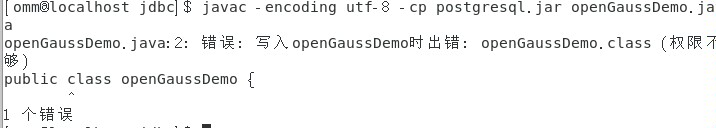 [omm@localhost jdbc]$ javac -encoding utf-8 -cp postgresql.jar openGaussDemo.jav
a
openGaussDemo.java:2: 错误: 写入openGaussDemo时出错: openGaussDemo.class (权限不
够)
public class openGaussDemo {
^
1 个错误